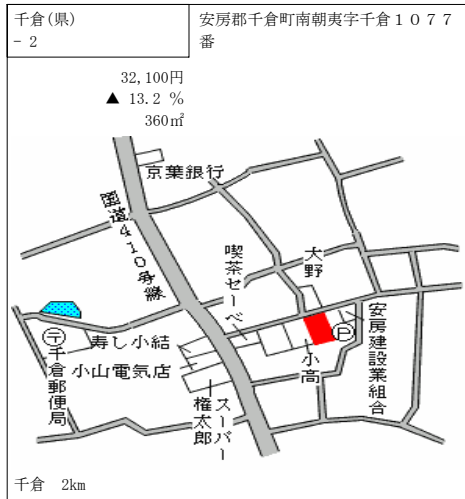 千倉(県)
- 2
安房郡千倉町南朝夷字千倉１０７７
番
32,100円
▲ 13.2 %
360㎡
京葉銀行
国道410号線
喫茶セーベ
大野
安房建設業組合
Ｐ
小高
〒
千倉郵便局
寿し小結
小山電気店
スーパー
権太郎
千倉 2km